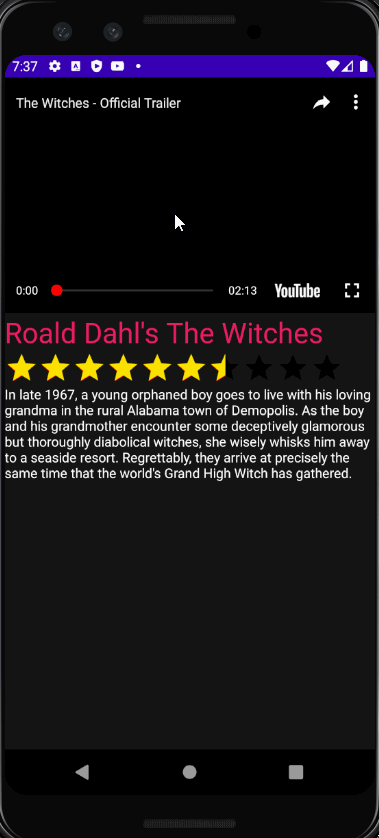 7:37
The Witches - Official Trailer
0:00 02:13 YouTube
Roald Dahl's The Witches
In late 1967, a young orphaned boy goes to live with his loving
grandma in the rural Alabama town of Demopolis. As the boy
and his grandmother encounter some deceptively glamorous
but thoroughly diabolical witches, she wisely whisks him away
to a seaside resort. Regrettably, they arrive at precisely the
same time that the world's Grand High Witch has gathered.